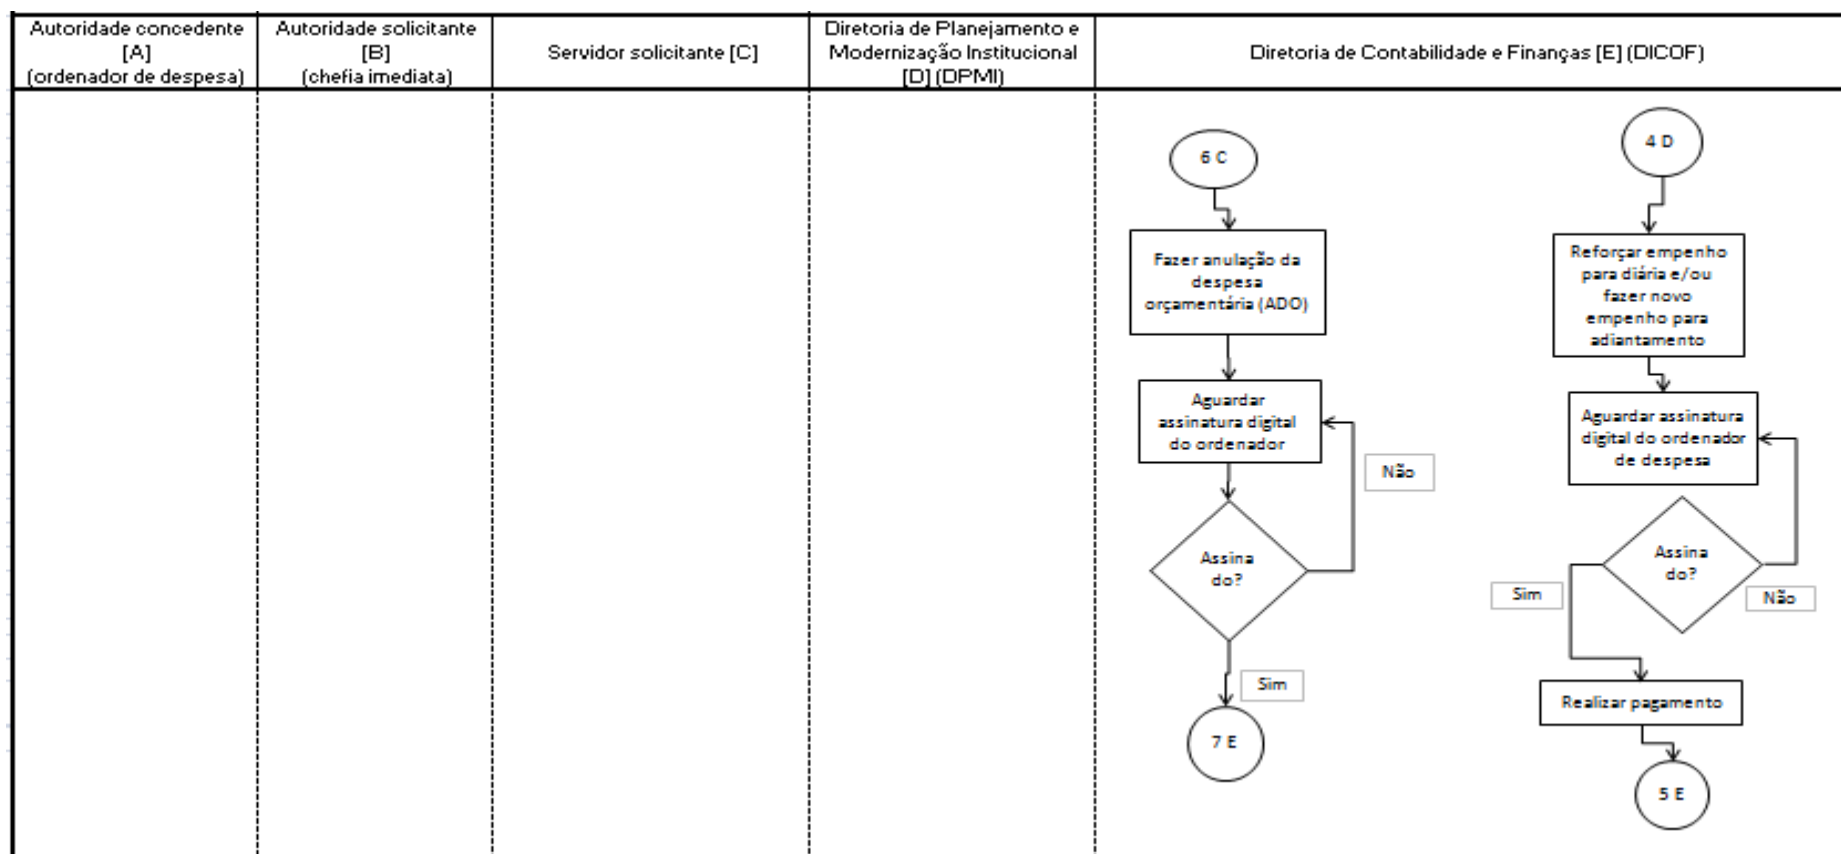 Autoridade concedente
[A]
(ordenador de despesa)
Autoridade solicitante
[B]
(chefia imediata)
Servidor solicitante [C]
Diretoria de Planejamento e
Modernização Institucional
[D] (DPMI)
Diretoria de Contabilidade e Finanças [E] (DICOF)
6 C
Fazer anulação da
despesa
orçamentária (ADO)
Aguardar
assinatura digital
do ordenador
Não
Assina
do?
Sim
7 E
4 D
Reforçar empenho
para diária e/ou
fazer novo
empenho para
adiantamento
Aguardar assinatura
digital do ordenador
de despesa
Assina
do?
Sim
Não
Realizar pagamento
5 E